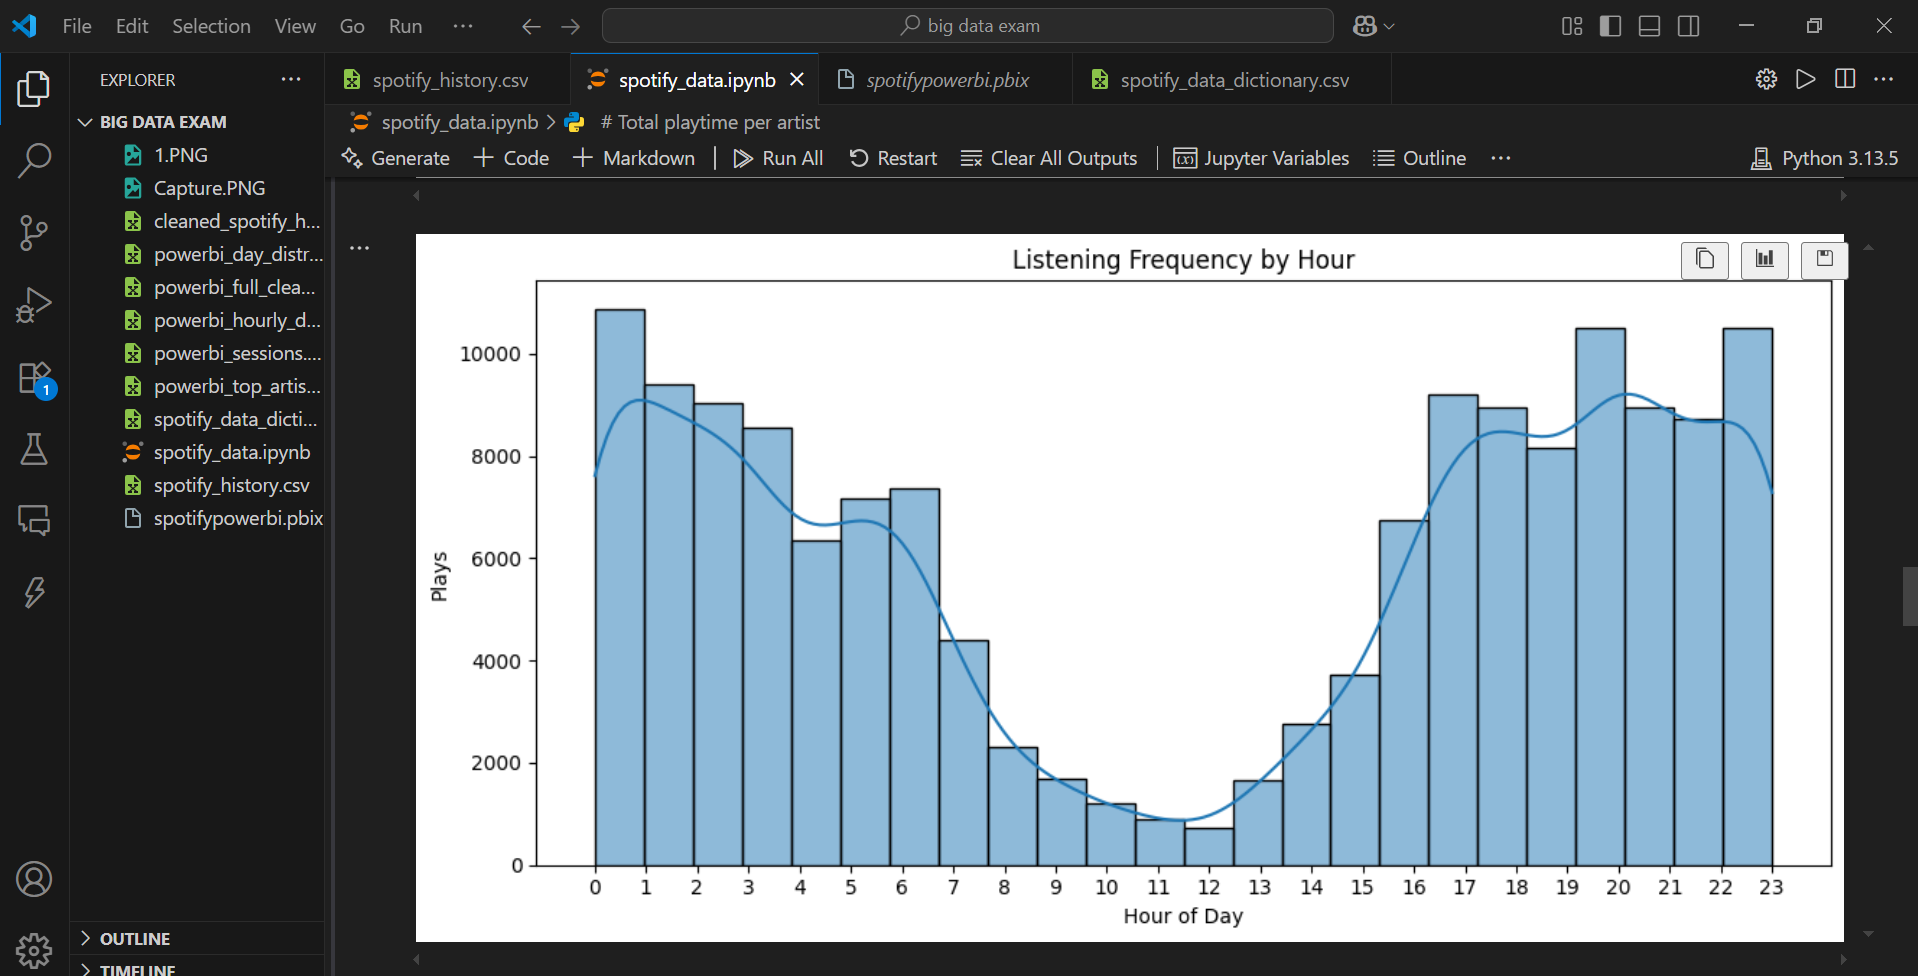 File Edit Selection View Go Run ···
big data exam
EXPLORER ···
BIG DATA EXAM
1.PNG
Capture.PNG
cleaned_spotify_h...
powerbi_day_distr...
powerbi_full_clea...
powerbi_hourly_d...
powerbi_sessions....
powerbi_top_artis...
spotify_data_dicti...
spotify_data.ipynb
spotify_history.csv
spotifypowerbi.pbix
OUTLINE
TIMELINE
1
spotify_history.csv spotify_data.ipynb spotifypowerbi.pbix spotify_data_dictionary.csv
spotify_data.ipynb > # Total playtime per artist
Generate + Code + Markdown | Run All Restart Clear All Outputs | Jupyter Variables Outline ··· Python 3.13.5
Listening Frequency by Hour
10000
8000
6000
4000
2000
0
Plays
0 1 2 3 4 5 6 7 8 9 10 11 12 13 14 15 16 17 18 19 20 21 22 23
Hour of Day